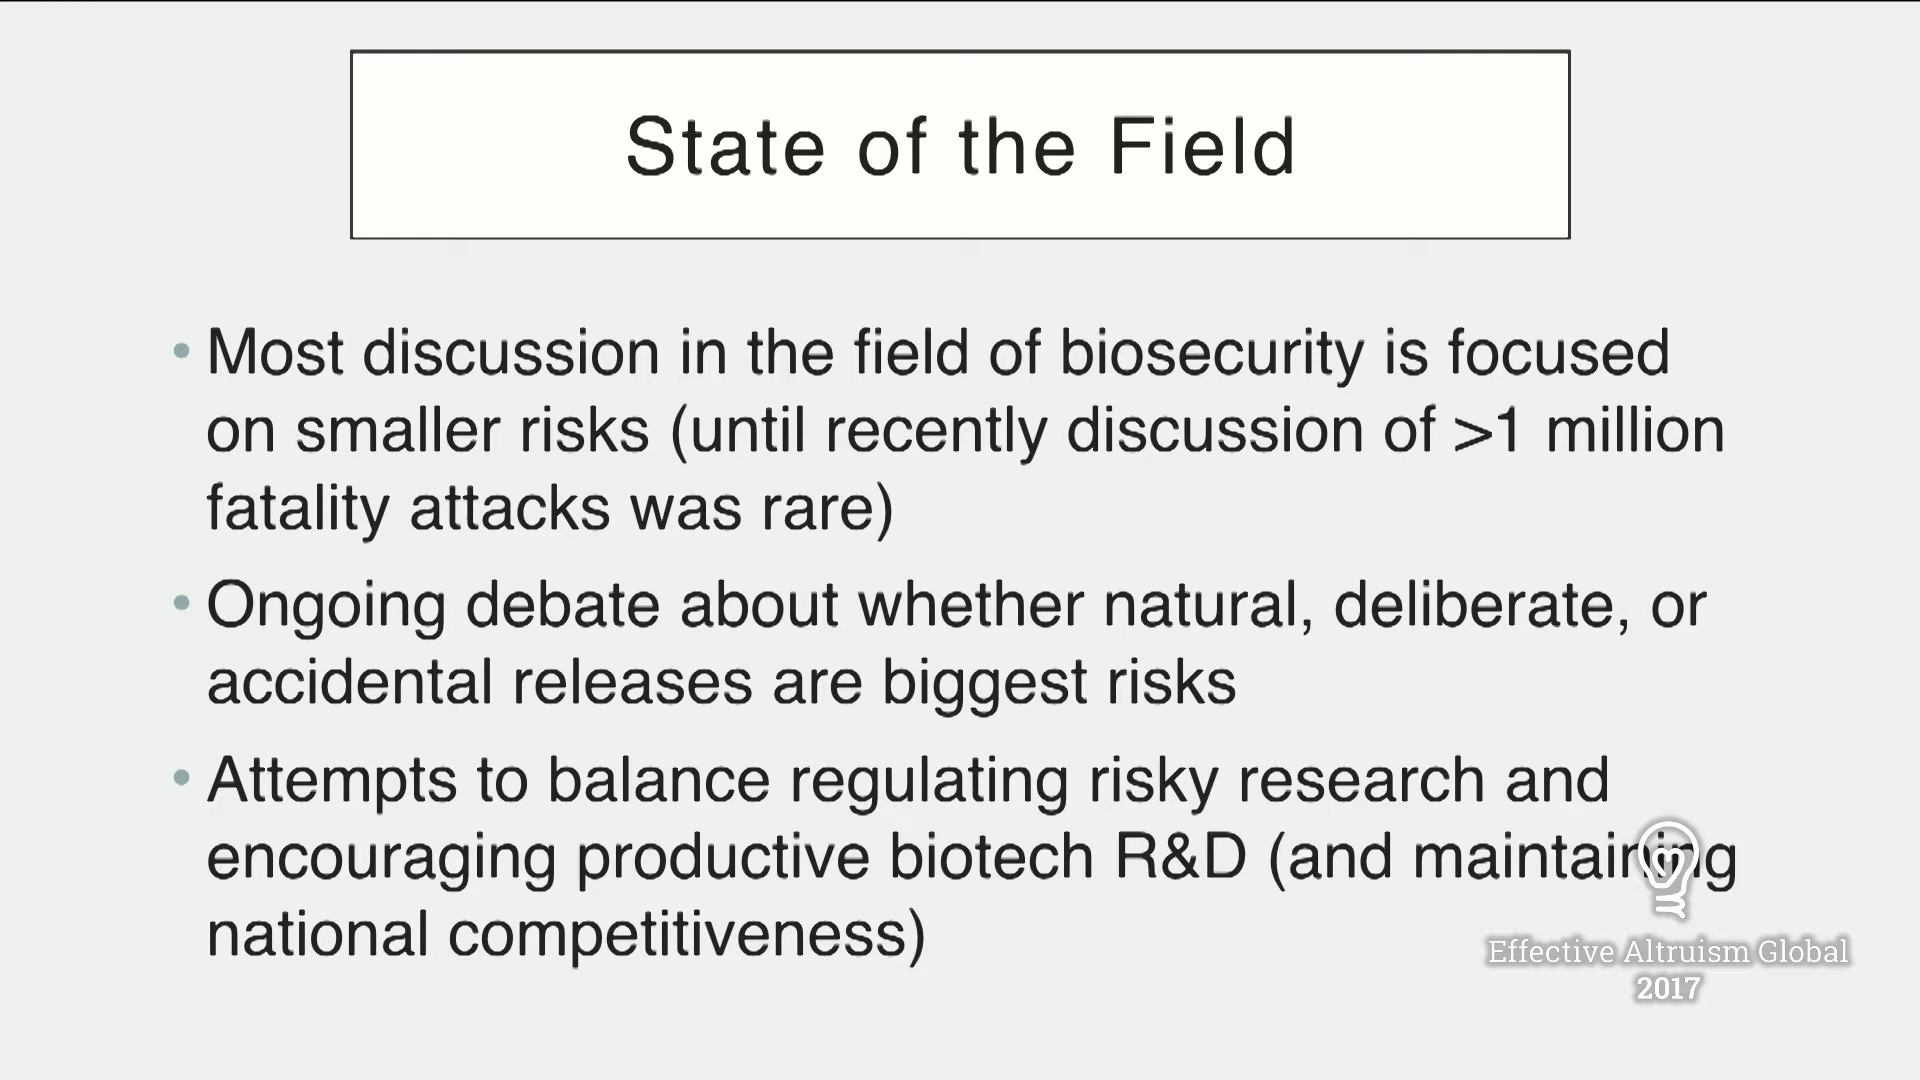 State of the Field
• Most discussion in the field of biosecurity is focused
on smaller risks (until recently discussion of >1 million
fatality attacks was rare)
• Ongoing debate about whether natural, deliberate, or
accidental releases are biggest risks
• Attempts to balance regulating risky research and
encouraging productive biotech R&D (and maintaining
national competitiveness)
Effective Altruism Global
2017